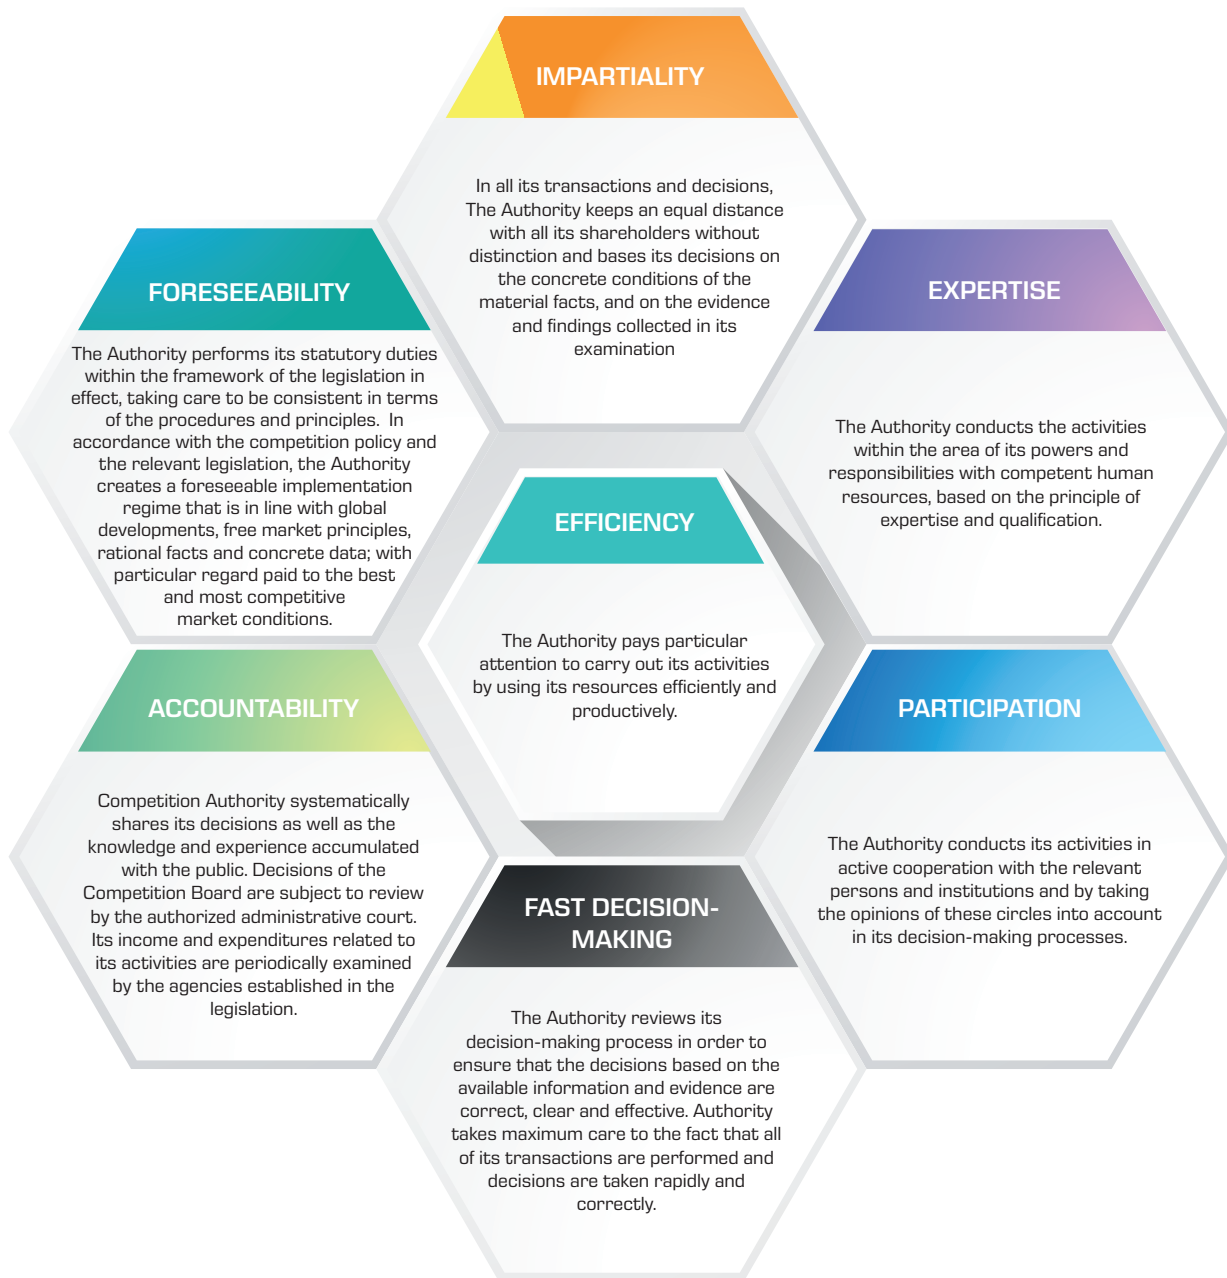 IMPARTIALITY
In all its transactions and decisions,
The Authority keeps an equal distance
with all its shareholders without
distinction and bases its decisions on
the concrete conditions of the
material facts, and on the evidence
and findings collected in its
examination
FORESEEABILITY
The Authority performs its statutory duties
within the framework of the legislation in
effect, taking care to be consistent in terms
of the procedures and principles. In
accordance with the competition policy and
the relevant legislation, the Authority
creates a foreseeable implementation
regime that is in line with global
developments, free market principles,
rational facts and concrete data; with
particular regard paid to the best
and most competitive
market conditions.
EXPERTISE
The Authority conducts the activities
within the area of its powers and
responsibilities with competent human
resources, based on the principle of
expertise and qualification.
EFFICIENCY
The Authority pays particular
attention to carry out its activities
by using its resources efficiently and
productively.
ACCOUNTABILITY
Competition Authority systematically
shares its decisions as well as the
knowledge and experience accumulated
with the public. Decisions of the
Competition Board are subject to review
by the authorized administrative court.
Its income and expenditures related to
its activities are periodically examined
by the agencies established in the
legislation.
PARTICIPATION
The Authority conducts its activities in
active cooperation with the relevant
persons and institutions and by taking
the opinions of these circles into account
in its decision-making processes.
FAST DECISION-
MAKING
The Authority reviews its
decision-making process in order to
ensure that the decisions based on the
available information and evidence are
correct, clear and effective. Authority
takes maximum care to the fact that all
of its transactions are performed and
decisions are taken rapidly and
correctly.